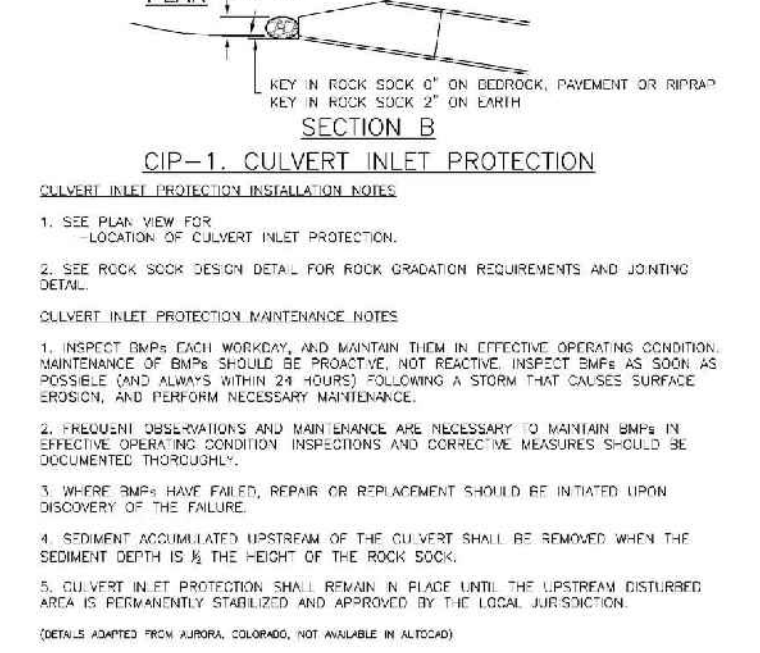 PLAN
KEY IN ROCK SOCK 0" ON BEDROCK, PAVEMENT OR RIPRAP
KEY IN ROCK SOCK 2" ON EARTH
SECTION B
CIP-1. CULVERT INLET PROTECTION
CULVERT INLET PROTECTION INSTALLATION NOTES
1. SEE PLAN VIEW FOR
-LOCATION OF CULVERT INLET PROTECTION.
2. SEE ROCK SOCK DESIGN DETAIL FOR ROCK GRADATION REQUIREMENTS AND JOINTING
DETAIL.
CULVERT INLET PROTECTION MAINTENANCE NOTES
1. INSPECT BMPs EACH WORKDAY, AND MAINTAIN THEM IN EFFECTIVE OPERATING CONDITION.
MAINTENANCE OF BMPs SHOULD BE PROACTIVE, NOT REACTIVE. INSPECT BMPs AS SOON AS
POSSIBLE (AND ALWAYS WITHIN 24 HOURS) FOLLOWING A STORM THAT CAUSES SURFACE
EROSION, AND PERFORM NECESSARY MAINTENANCE.
2. FREQUENT OBSERVATIONS AND MAINTENANCE ARE NECESSARY TO MAINTAIN BMPs IN
EFFECTIVE OPERATING CONDITION. INSPECTIONS AND CORRECTIVE MEASURES SHOULD BE
DOCUMENTED THOROUGHLY.
3. WHERE BMPs HAVE FAILED, REPAIR OR REPLACEMENT SHOULD BE INITIATED UPON
DISCOVERY OF THE FAILURE.
4. SEDIMENT ACCUMULATED UPSTREAM OF THE CULVERT SHALL BE REMOVED WHEN THE
SEDIMENT DEPTH IS ½ THE HEIGHT OF THE ROCK SOCK.
5. CULVERT INLET PROTECTION SHALL REMAIN IN PLACE UNTIL THE UPSTREAM DISTURBED
AREA IS PERMANENTLY STABILIZED AND APPROVED BY THE LOCAL JURISDICTION.
(DETAILS ADAPTED FROM AURORA, COLORADO, NOT AVAILABLE IN AUTOCAD)